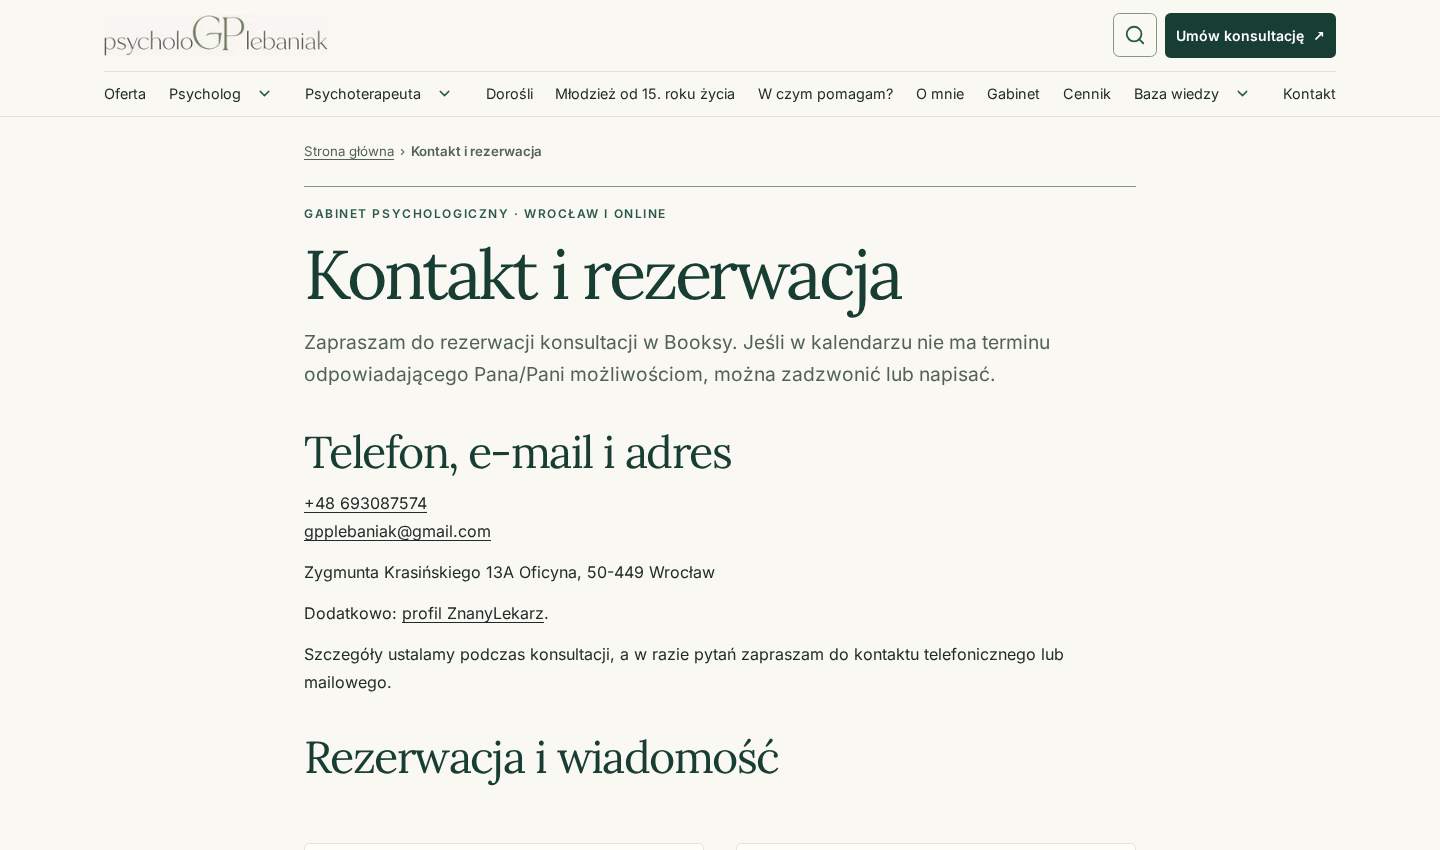 psycholoGPlebaniak
Umów konsultację ↗
Oferta Psycholog Psychoterapeuta Dorośli Młodzież od 15. roku życia W czym pomagam? O mnie Gabinet Cennik Baza wiedzy Kontakt
Strona główna › Kontakt i rezerwacja
GABINET PSYCHOLOGICZNY · WROCŁAW I ONLINE
Kontakt i rezerwacja
Zapraszam do rezerwacji konsultacji w Booksy. Jeśli w kalendarzu nie ma terminu
odpowiadającego Pana/Pani możliwościom, można zadzwonić lub napisać.
Telefon, e-mail i adres
+48 693087574
gpplebaniak@gmail.com
Zygmunta Krasińskiego 13A Oficyna, 50-449 Wrocław
Dodatkowo: profil ZnanyLekarz.
Szczegóły ustalamy podczas konsultacji, a w razie pytań zapraszam do kontaktu telefonicznego lub
mailowego.
Rezerwacja i wiadomość